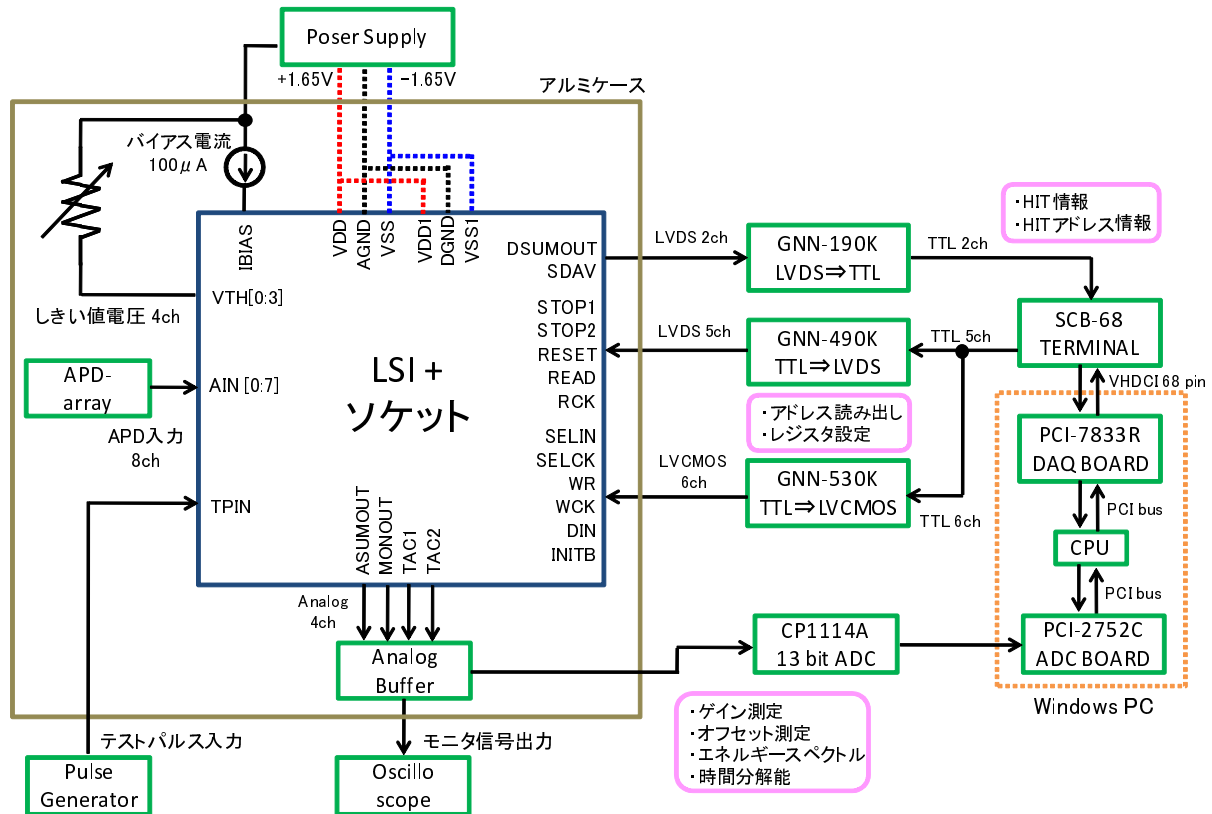 Poser Supply
+1.65V
-1.65V
アルミケース
バイアス電流
100μA
IBIAS
VDD
AGND
VSS
VDD1
DGND
VSS1
VTH[0:3]
しきい値電圧 4ch
APD-
array
AIN [0:7]
APD入力
8ch
TPIN
LSI +
ソケット
DSUMOUT
SDAV
STOP1
STOP2
RESET
READ
RCK
SELIN
SELCK
WR
WCK
DIN
INITB
ASUMOUT
MONOUT
TAC1
TAC2
Analog
4ch
Analog
Buffer
テストパルス入力
モニタ信号出力
Pulse
Generator
Oscillo
scope
LVDS 2ch
GNN-190K
LVDS⇒TTL
TTL 2ch
・HIT情報
・HITアドレス情報
LVDS 5ch
GNN-490K
TTL⇒LVDS
TTL 5ch
SCB-68
TERMINAL
VHDCI 68 pin
・アドレス読み出し
・レジスタ設定
LVCMOS
6ch
GNN-530K
TTL⇒LVCMOS
TTL 6ch
PCI-7833R
DAQ BOARD
PCI bus
CPU
PCI bus
CP1114A
13 bit ADC
PCI-2752C
ADC BOARD
Windows PC
・ゲイン測定
・オフセット測定
・エネルギースペクトル
・時間分解能